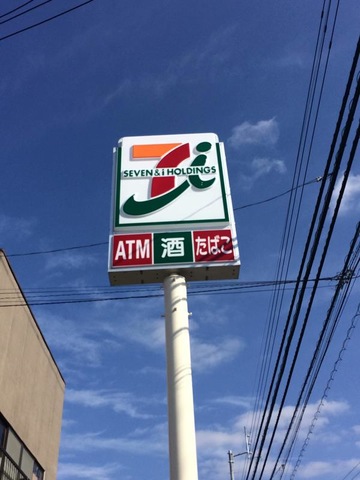 7i
SEVEN & i HOLDINGS
ATM 酒 たばこ